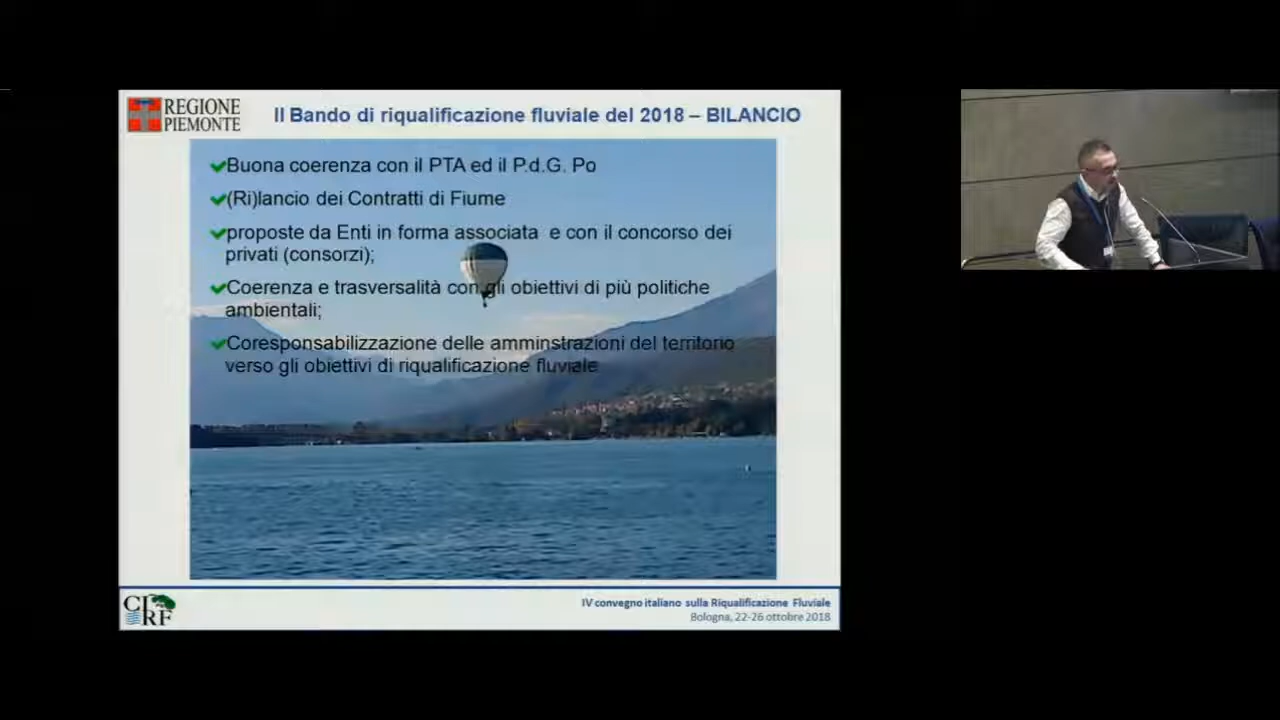 REGIONE
PIEMONTE
Il Bando di riqualificazione fluviale del 2018 – BILANCIO
Buona coerenza con il PTA ed il P.d.G. Po
(Ri)lancio dei Contratti di Fiume
proposte da Enti in forma associata e con il concorso dei
privati (consorzi);
Coerenza e trasversalità con gli obiettivi di più politiche
ambientali;
Coresponsabilizzazione delle amminstrazioni del territorio
verso gli obiettivi di riqualificazione fluviale
CIRF
IV convegno italiano sulla Riqualificazione Fluviale
Bologna, 22-26 ottobre 2018